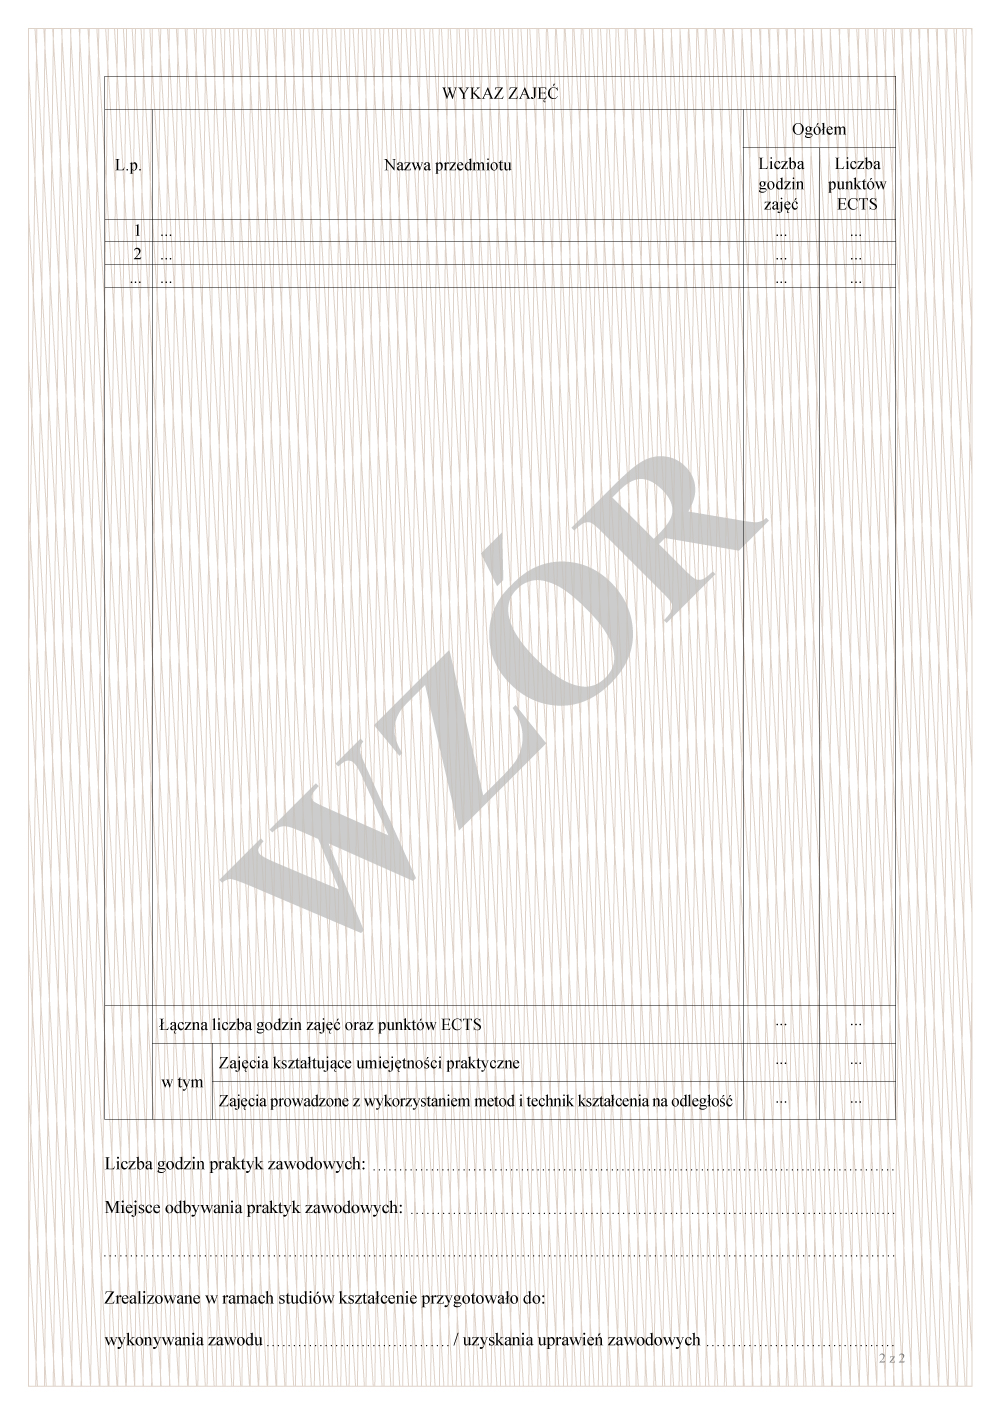 WYKAZ ZAJĘĆ
L.p.
Nazwa przedmiotu
Ogółem
Liczba godzin zajęć
Liczba punktów ECTS
1 ... ... ...
2 ... ... ...
... ... ... ...
WZÓR
Łączna liczba godzin zajęć oraz punktów ECTS ... ...
w tym
Zajęcia kształtujące umiejętności praktyczne ... ...
Zajęcia prowadzone z wykorzystaniem metod i technik kształcenia na odległość ... ...
Liczba godzin praktyk zawodowych:
Miejsce odbywania praktyk zawodowych:
Zrealizowane w ramach studiów kształcenie przygotowało do:
wykonywania zawodu / uzyskania uprawień zawodowych
2 z 2